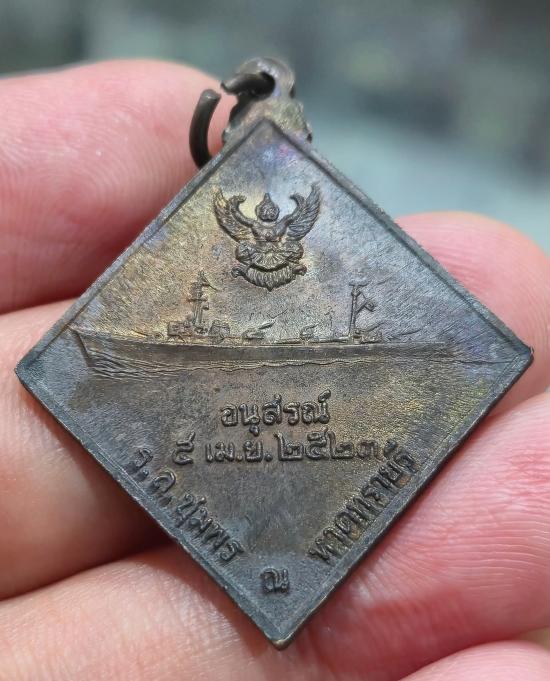 อนุสรณ์
๕ เม.ย. ๒๕๒๓
ร.ล.ชุมพร ณ หาดทรายรี